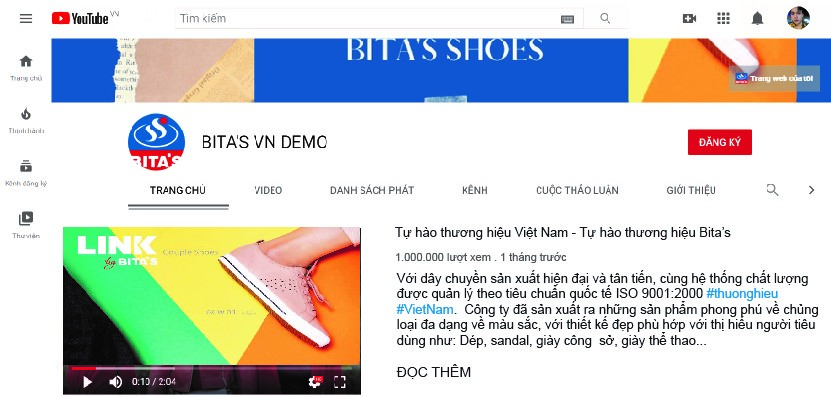 YouTube VN
Tìm kiếm
BITA'S SHOES
Trang web của tôi
Trang chủ
Thịnh hành
Kênh đăng ký
Thư viện
BITA'S
BITA'S VN DEMO
ĐĂNG KÝ
TRANG CHỦ VIDEO DANH SÁCH PHÁT KÊNH CUỘC THẢO LUẬN GIỚI THIỆU
LINK
by BITA'S
Couple Shoes
0:10 / 2:04
Tự hào thương hiệu Việt Nam - Tự hào thương hiệu Bita's
1.000.000 lượt xem . 1 tháng trước
Với dây chuyền sản xuất hiện đại và tân tiến, cùng hệ thống chất lượng
được quản lý theo tiêu chuẩn quốc tế ISO 9001:2000 #thuonghieu
#VietNam. Công ty đã sản xuất ra những sản phẩm phong phú về chủng
loại đa dạng về màu sắc, với thiết kế đẹp phù hợp với thị hiếu người tiêu
dùng như: Dép, sandal, giày công sở, giày thể thao...
ĐỌC THÊM